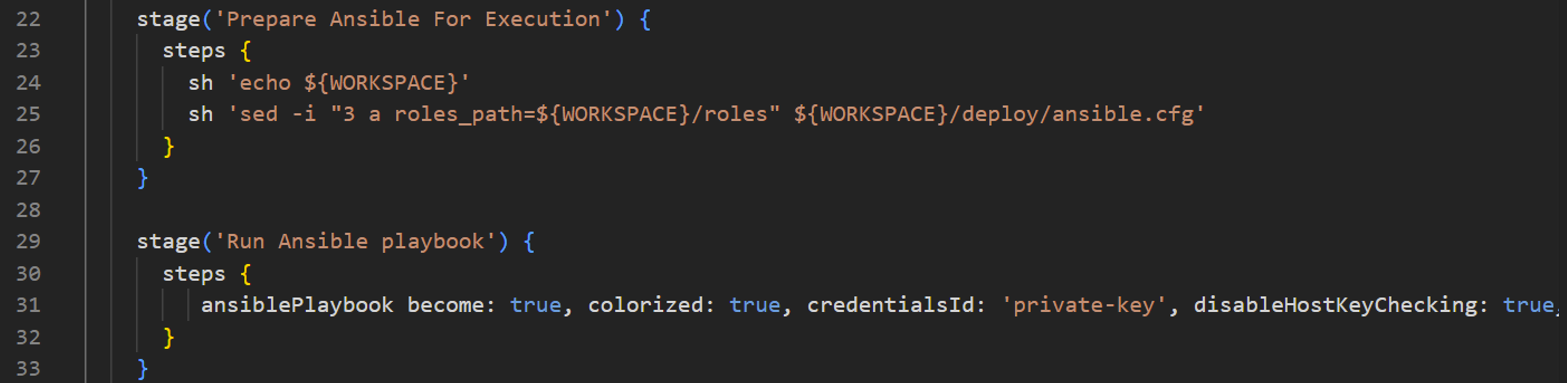 22 stage('Prepare Ansible For Execution') {
23 steps {
24 sh 'echo ${WORKSPACE}'
25 sh 'sed -i "3 a roles_path=${WORKSPACE}/roles" ${WORKSPACE}/deploy/ansible.cfg'
26 }
27 }
28
29 stage('Run Ansible playbook') {
30 steps {
31 ansiblePlaybook become: true, colorized: true, credentialsId: 'private-key', disableHostKeyChecking: true,
32 }
33 }